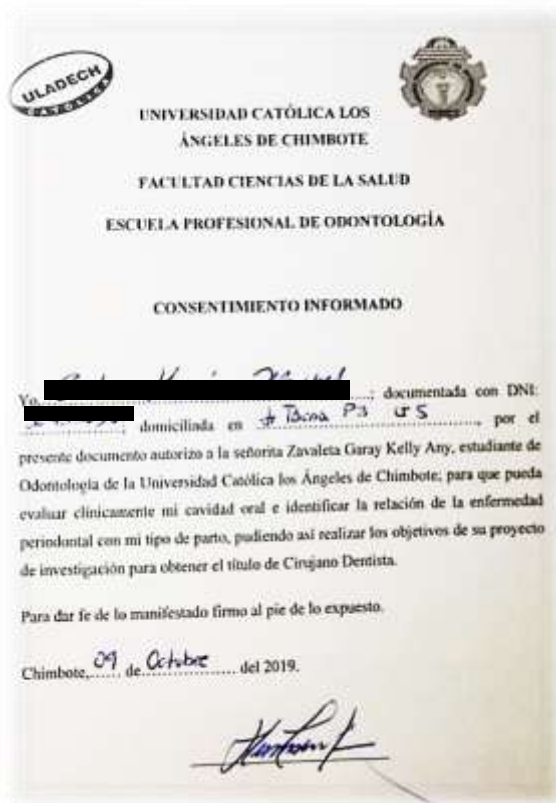 ULADECH
CATOLICA
UNIVERSIDAD CATÓLICA LOS
ÁNGELES DE CHIMBOTE
FACULTAD CIENCIAS DE LA SALUD
ESCUELA PROFESIONAL DE ODONTOLOGÍA
CONSENTIMIENTO INFORMADO
Yo, ; documentada con DNI:
, domiciliada en P3 , por el
presente documento autorizo a la señorita Zavaleta Garay Kelly Any, estudiante de
Odontología de la Universidad Católica los Ángeles de Chimbote; para que pueda
evaluar clínicamente mi cavidad oral e identificar la relación de la enfermedad
periodontal con mi tipo de parto, pudiendo así realizar los objetivos de su proyecto
de investigación para obtener el título de Cirujano Dentista.
Para dar fe de lo manifestado firmo al pie de lo expuesto.
Chimbote, 09 de Octubre del 2019.